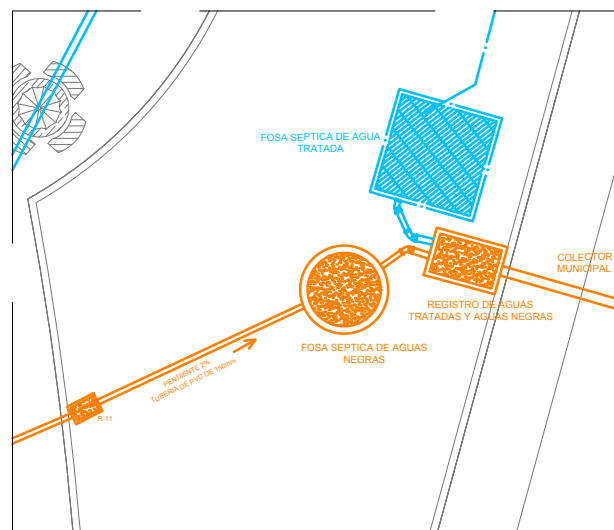 FOSA SEPTICA DE AGUA
TRATADA
COLECTOR
MUNICIPAL
REGISTRO DE AGUAS
TRATADAS Y AGUAS NEGRAS
FOSA SEPTICA DE AGUAS
NEGRAS
PENDIENTE 2%
TUBERIA DE PVC DE 150mm
R-11